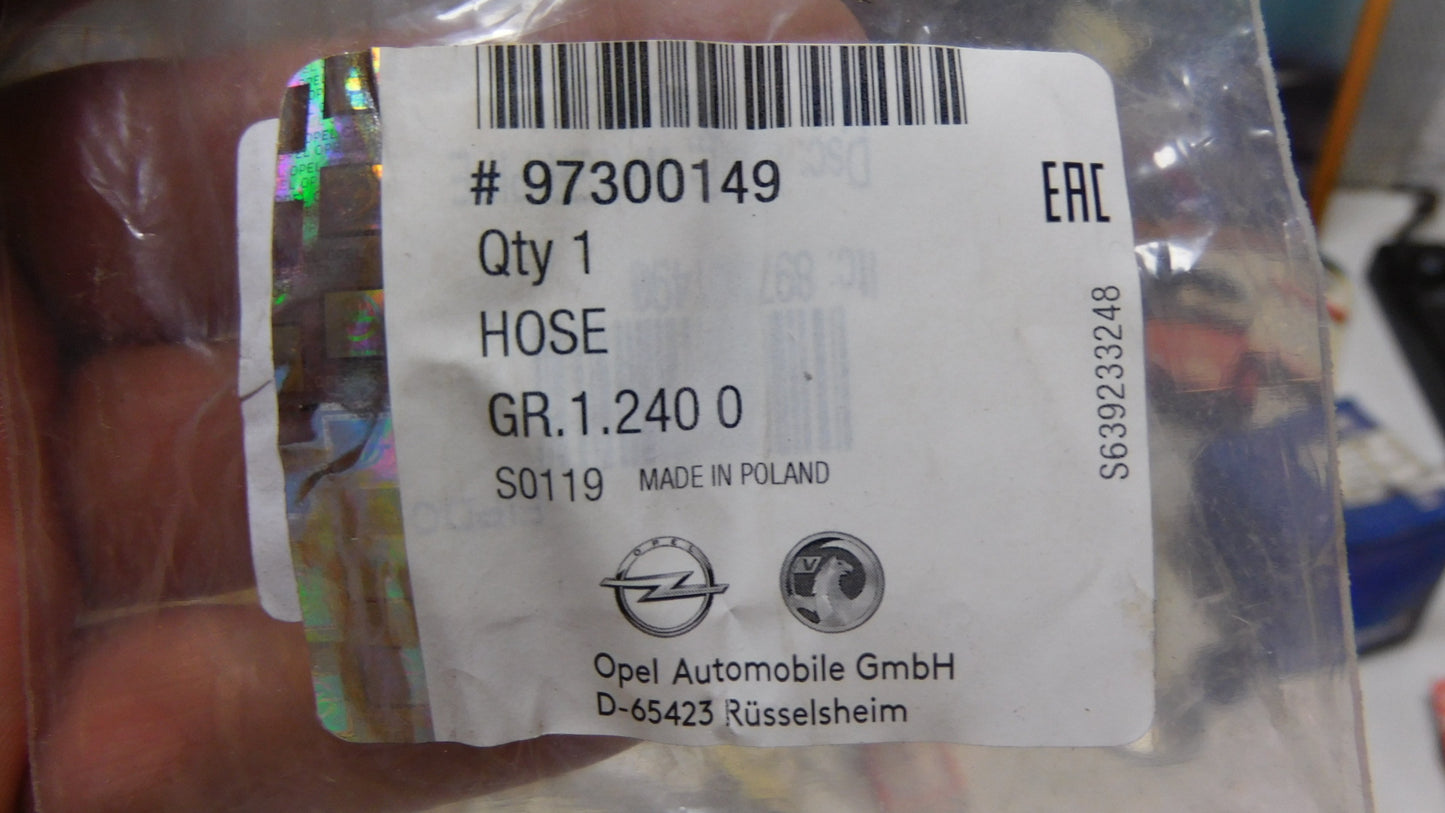 # 97300149
EAC
Qty 1
HOSE
GR.1.240 0
S0119 MADE IN POLAND
S639233248
OPEL
V
Opel Automobile GmbH
D-65423 Rüsselsheim